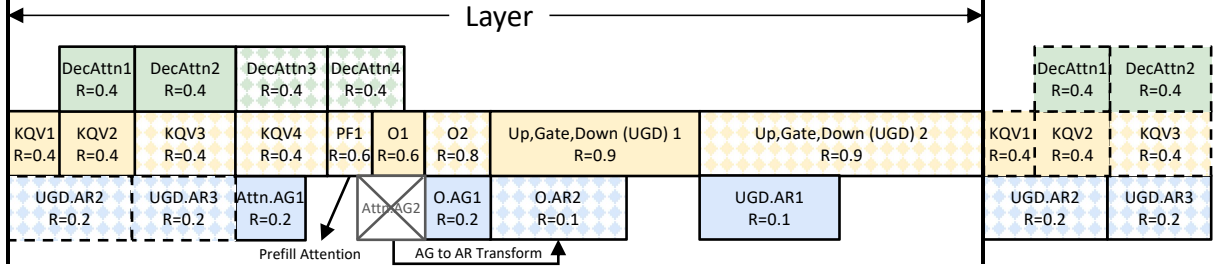 Layer
DecAttn1
R=0.4
DecAttn2
R=0.4
DecAttn3
R=0.4
DecAttn4
R=0.4
DecAttn1
R=0.4
DecAttn2
R=0.4
KQV1
R=0.4
KQV2
R=0.4
KQV3
R=0.4
KQV4
R=0.4
PF1
R=0.6
O1
R=0.6
O2
R=0.8
Up,Gate,Down (UGD) 1
R=0.9
Up,Gate,Down (UGD) 2
R=0.9
KQV1
R=0.4
KQV2
R=0.4
KQV3
R=0.4
UGD.AR2
R=0.2
UGD.AR3
R=0.2
Attn.AG1
R=0.2
Attn.AG2
O.AG1
R=0.2
O.AR2
R=0.1
UGD.AR1
R=0.1
UGD.AR2
R=0.2
UGD.AR3
R=0.2
Prefill Attention
AG to AR Transform